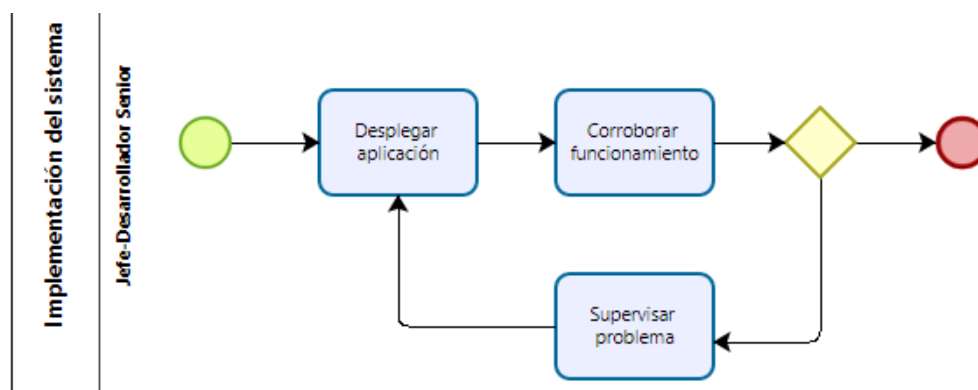 Implementación del sistema
Jefe-Desarrollador Senior
Desplegar
aplicación
Corroborar
funcionamiento
Supervisar
problema